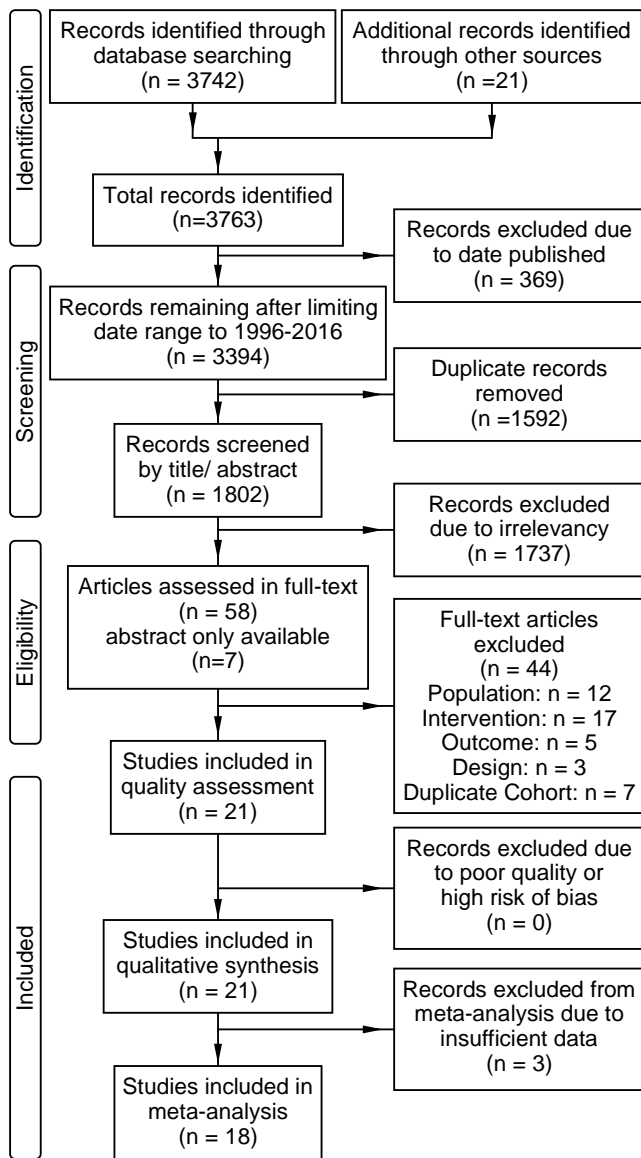 Identification
Records identified through
database searching
(n = 3742)
Additional records identified
through other sources
(n =21)
Total records identified
(n=3763)
Records excluded due
to date published
(n = 369)
Screening
Records remaining after limiting
date range to 1996-2016
(n = 3394)
Duplicate records
removed
(n =1592)
Records screened
by title/ abstract
(n = 1802)
Records excluded
due to irrelevancy
(n = 1737)
Eligibility
Articles assessed in full-text
(n = 58)
abstract only available
(n=7)
Full-text articles
excluded
(n = 44)
Population: n = 12
Intervention: n = 17
Outcome: n = 5
Design: n = 3
Duplicate Cohort: n = 7
Studies included in
quality assessment
(n = 21)
Included
Records excluded due
to poor quality or
high risk of bias
(n = 0)
Studies included in
qualitative synthesis
(n = 21)
Records excluded from
meta-analysis due to
insufficient data
(n = 3)
Studies included in
meta-analysis
(n = 18)